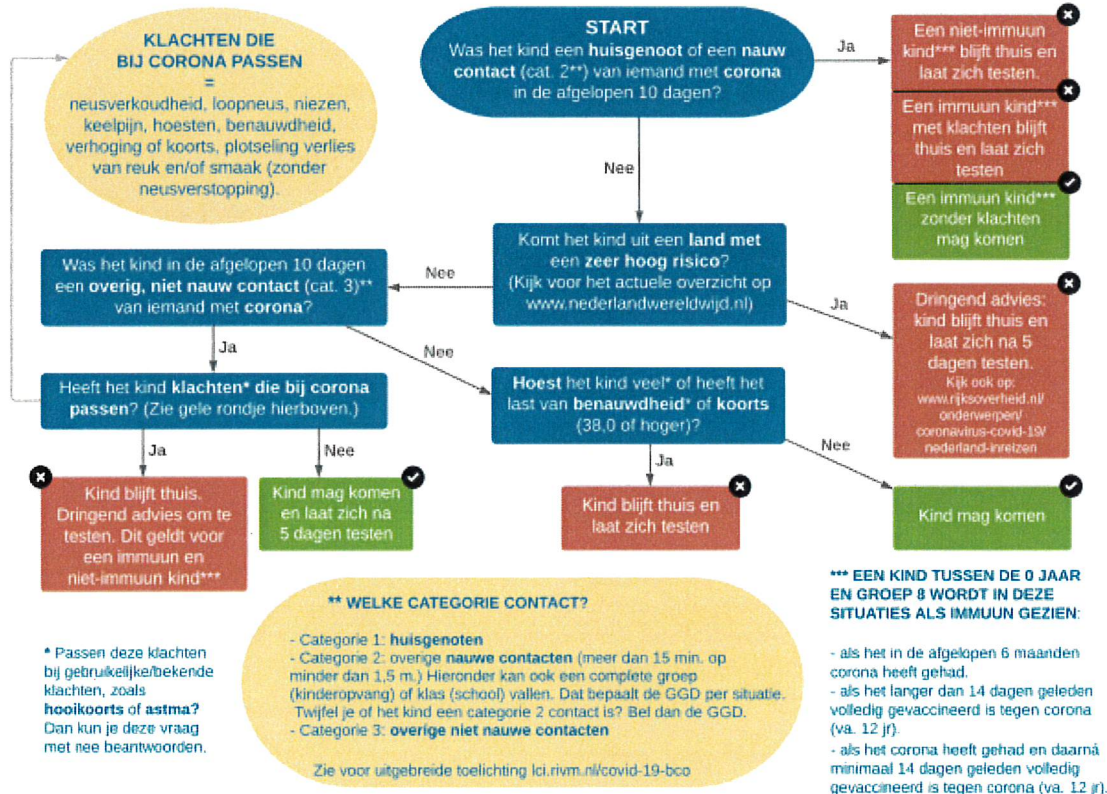 KLACHTEN DIE
BIJ CORONA PASSEN
=
neusverkoudheid, loopneus, niezen,
keelpijn, hoesten, benauwdheid,
verhoging of koorts, plotseling verlies
van reuk en/of smaak (zonder
neusverstopping).
START
Was het kind een huisgenoot of een nauw
contact (cat. 2**) van iemand met corona
in de afgelopen 10 dagen?
Ja
Een niet-immuun
kind*** blijft thuis en
laat zich testen.
Een immuun kind***
met klachten blijft
thuis en laat zich
testen
Een immuun kind***
zonder klachten
mag komen
Nee
Komt het kind uit een land met
een zeer hoog risico?
(Kijk voor het actuele overzicht op
www.nederlandwereldwijd.nl)
Ja
Dringend advies:
kind blijft thuis en
laat zich na 5
dagen testen.
Kijk ook op:
www.rijksoverheid.nl/
onderwerpen/
coronavirus-covid-19/
nederland-inreizen
Nee
Was het kind in de afgelopen 10 dagen
een overig, niet nauw contact (cat. 3)**
van iemand met corona?
Ja
Nee
Heeft het kind klachten* die bij corona
passen? (Zie gele rondje hierboven.)
Hoest het kind veel* of heeft het
last van benauwdheid* of koorts
(38,0 of hoger)?
Ja
Nee
Ja
Nee
Kind blijft thuis.
Dringend advies om te
testen. Dit geldt voor
een immuun en
niet-immuun kind***
Kind mag komen
en laat zich na
5 dagen testen
Kind blijft thuis en
laat zich testen
Kind mag komen
* Passen deze klachten
bij gebruikelijke/bekende
klachten, zoals
hooikoorts of astma?
Dan kun je deze vraag
met nee beantwoorden.
** WELKE CATEGORIE CONTACT?
- Categorie 1: huisgenoten
- Categorie 2: overige nauwe contacten (meer dan 15 min. op
minder dan 1,5 m.) Hieronder kan ook een complete groep
(kinderopvang) of klas (school) vallen. Dat bepaalt de GGD per situatie.
Twijfel je of het kind een categorie 2 contact is? Bel dan de GGD.
- Categorie 3: overige niet nauwe contacten
Zie voor uitgebreide toelichting lci.rivm.nl/covid-19-bco
*** EEN KIND TUSSEN DE 0 JAAR
EN GROEP 8 WORDT IN DEZE
SITUATIES ALS IMMUUN GEZIEN:
- als het in de afgelopen 6 maanden
corona heeft gehad.
- als het langer dan 14 dagen geleden
volledig gevaccineerd is tegen corona
(va. 12 jr).
- als het corona heeft gehad en daarná
minimaal 14 dagen geleden volledig
gevaccineerd is tegen corona (va. 12 jr).